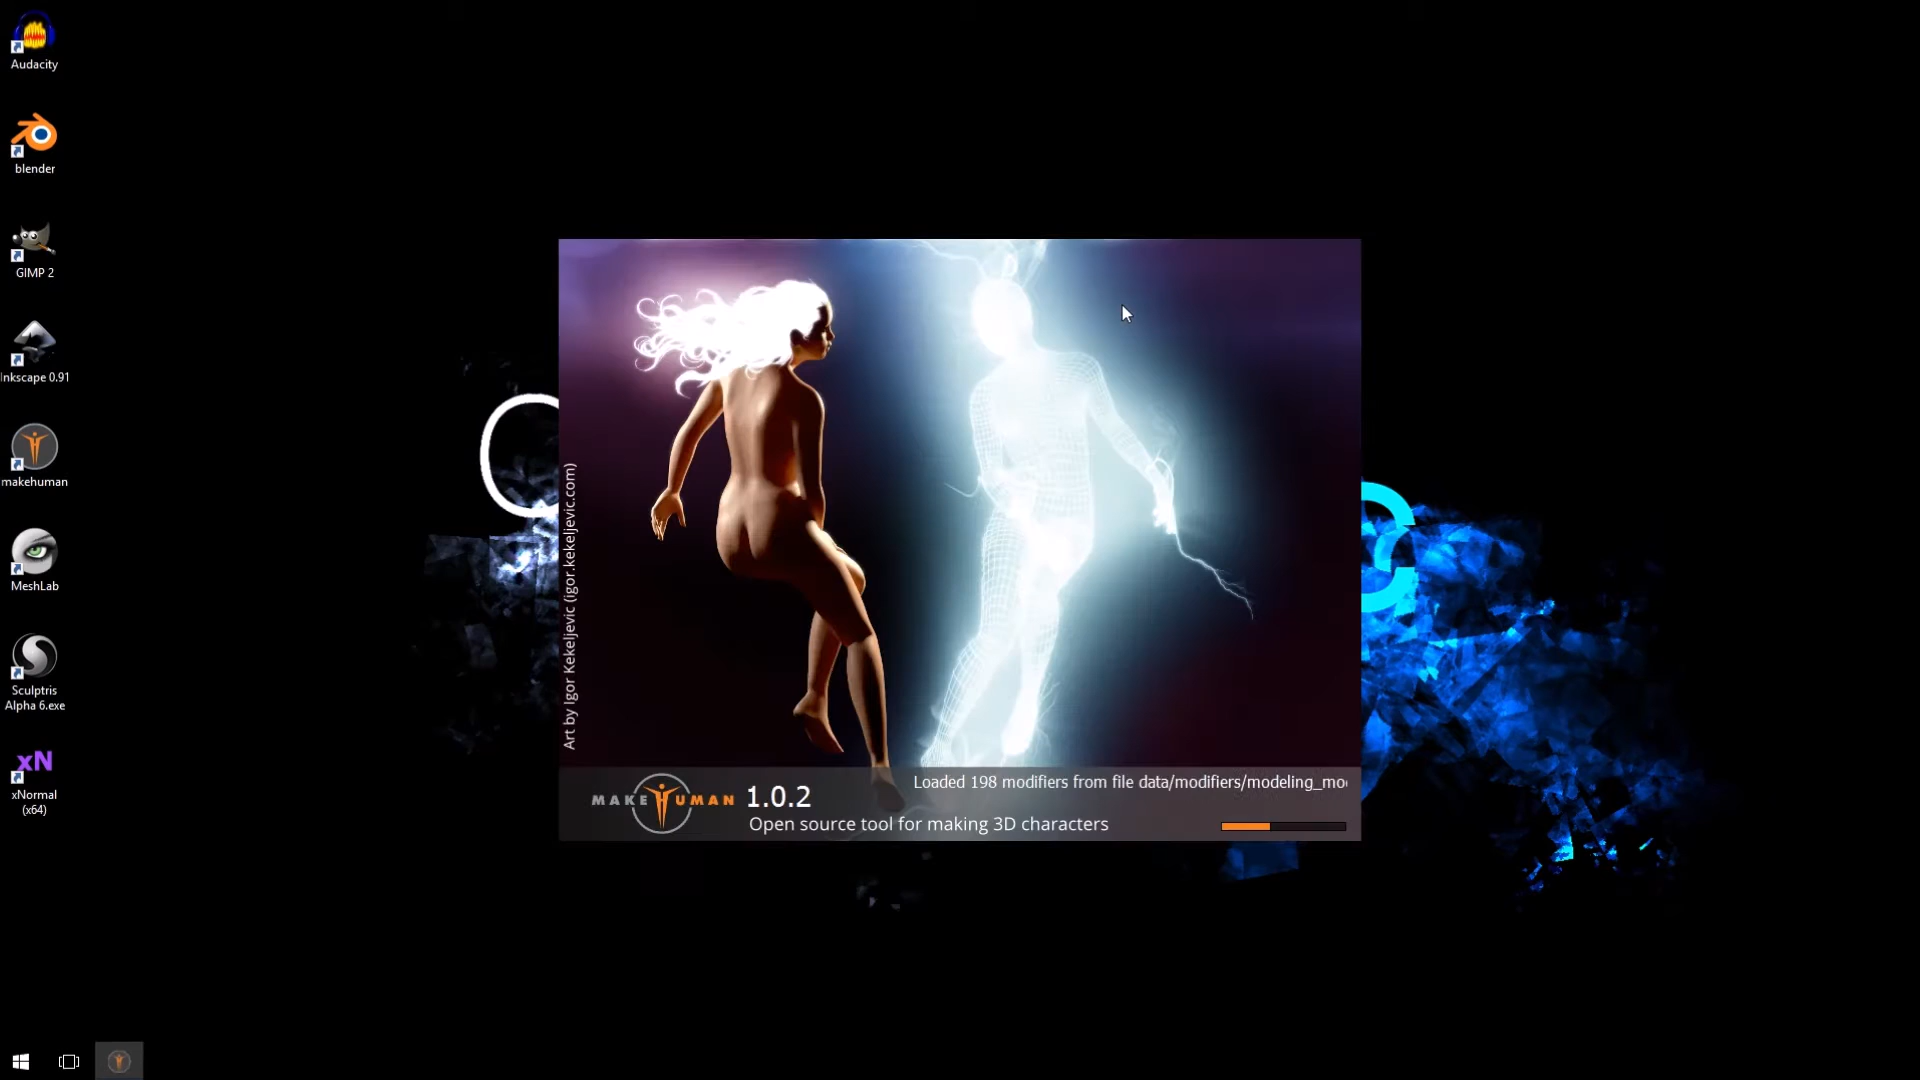 Audacity
blender
GIMP 2
Inkscape 0.91
makehuman
MeshLab
Sculptris
Alpha 6.exe
xN
xNormal
(x64)
Art by Igor Kekeljevic (igor.kekeljevic.com)
MAKEHUMAN
1.0.2
Loaded 198 modifiers from file data/modifiers/modeling_mo
Open source tool for making 3D characters